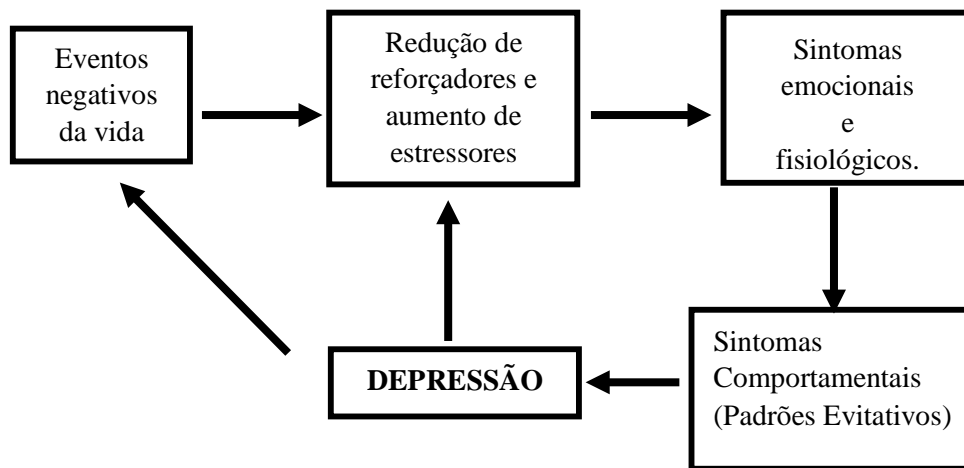 Eventos
negativos
da vida
Redução de
reforçadores e
aumento de
estressores
Sintomas
emocionais
e
fisiológicos.
Sintomas
Comportamentais
(Padrões Evitativos)
DEPRESSÃO